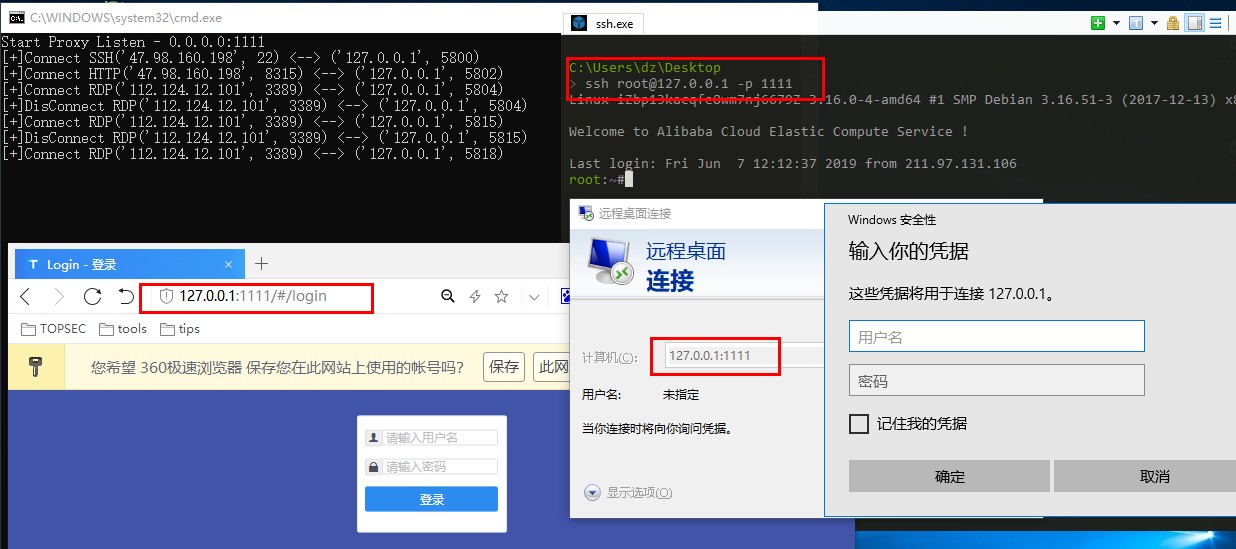 C:\WINDOWS\system32\cmd.exe
Start Proxy Listen - 0.0.0.0:1111
[+]Connect SSH('47.98.160.198', 22) <--> ('127.0.0.1', 5800)
[+]Connect HTTP('47.98.160.198', 8315) <--> ('127.0.0.1', 5802)
[+]Connect RDP('112.124.12.101', 3389) <--> ('127.0.0.1', 5804)
[+]DisConnect RDP('112.124.12.101', 3389) <--> ('127.0.0.1', 5804)
[+]Connect RDP('112.124.12.101', 3389) <--> ('127.0.0.1', 5815)
[+]DisConnect RDP('112.124.12.101', 3389) <--> ('127.0.0.1', 5815)
[+]Connect RDP('112.124.12.101', 3389) <--> ('127.0.0.1', 5818)
ssh.exe
C:\Users\dz\Desktop
> ssh root@127.0.0.1 -p 1111
Linux 3.16.0-4-amd64 #1 SMP Debian 3.16.51-3 (2017-12-13) x8
Welcome to Alibaba Cloud Elastic Compute Service !
Last login: Fri Jun 7 12:12:37 2019 from 211.97.131.106
root:~#
Login - 登录
127.0.0.1:1111/#/login
TOPSEC tools tips
您希望 360极速浏览器 保存您在此网站上使用的帐号吗？ 保存 此网
请输入用户名
请输入密码
登录
远程桌面连接
远程桌面
连接
计算机(C): 127.0.0.1:1111
用户名: 未指定
当你连接时将向你询问凭据。
显示选项(O)
Windows 安全性
输入你的凭据
这些凭据将用于连接 127.0.0.1。
用户名
密码
记住我的凭据
确定 取消